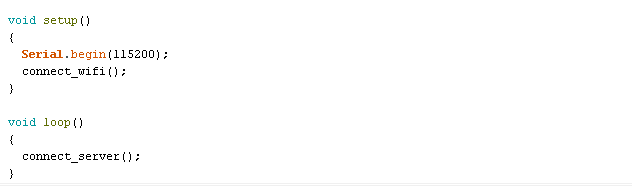 void setup()
{
  Serial.begin(115200);
  connect_wifi();
}

void loop()
{
  connect_server();
}